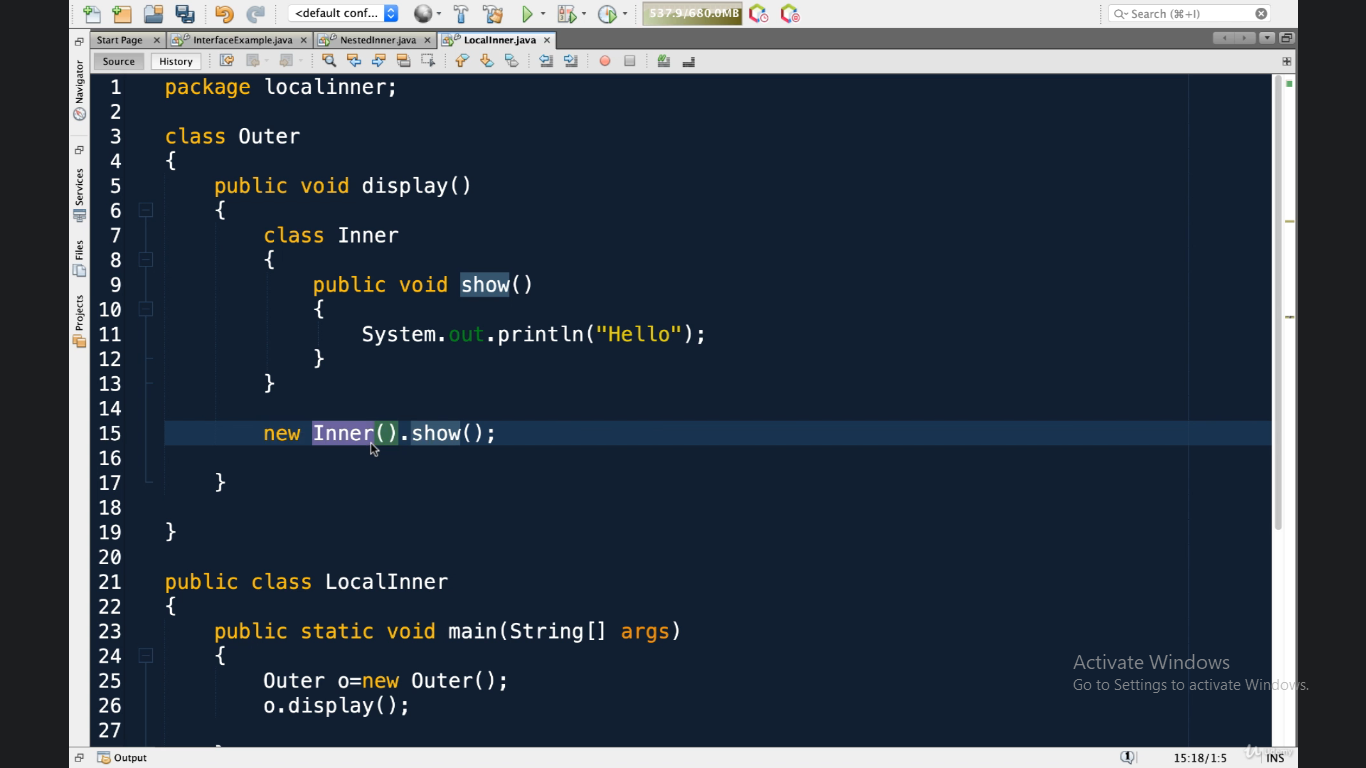 <default conf...
537.9/680.0MB
Search (⌘+I)
Start Page
InterfaceExample.java
NestedInner.java
LocalInner.java
Source
History
Navigator
Services
Files
Projects
1 package localinner;
2
3 class Outer
4 {
5 public void display()
6 {
7 class Inner
8 {
9 public void show()
10 {
11 System.out.println("Hello");
12 }
13 }
14
15 new Inner().show();
16
17 }
18
19 }
20
21 public class LocalInner
22 {
23 public static void main(String[] args)
24 {
25 Outer o=new Outer();
26 o.display();
27
Activate Windows
Go to Settings to activate Windows.
Output
15:18/1:5
INS